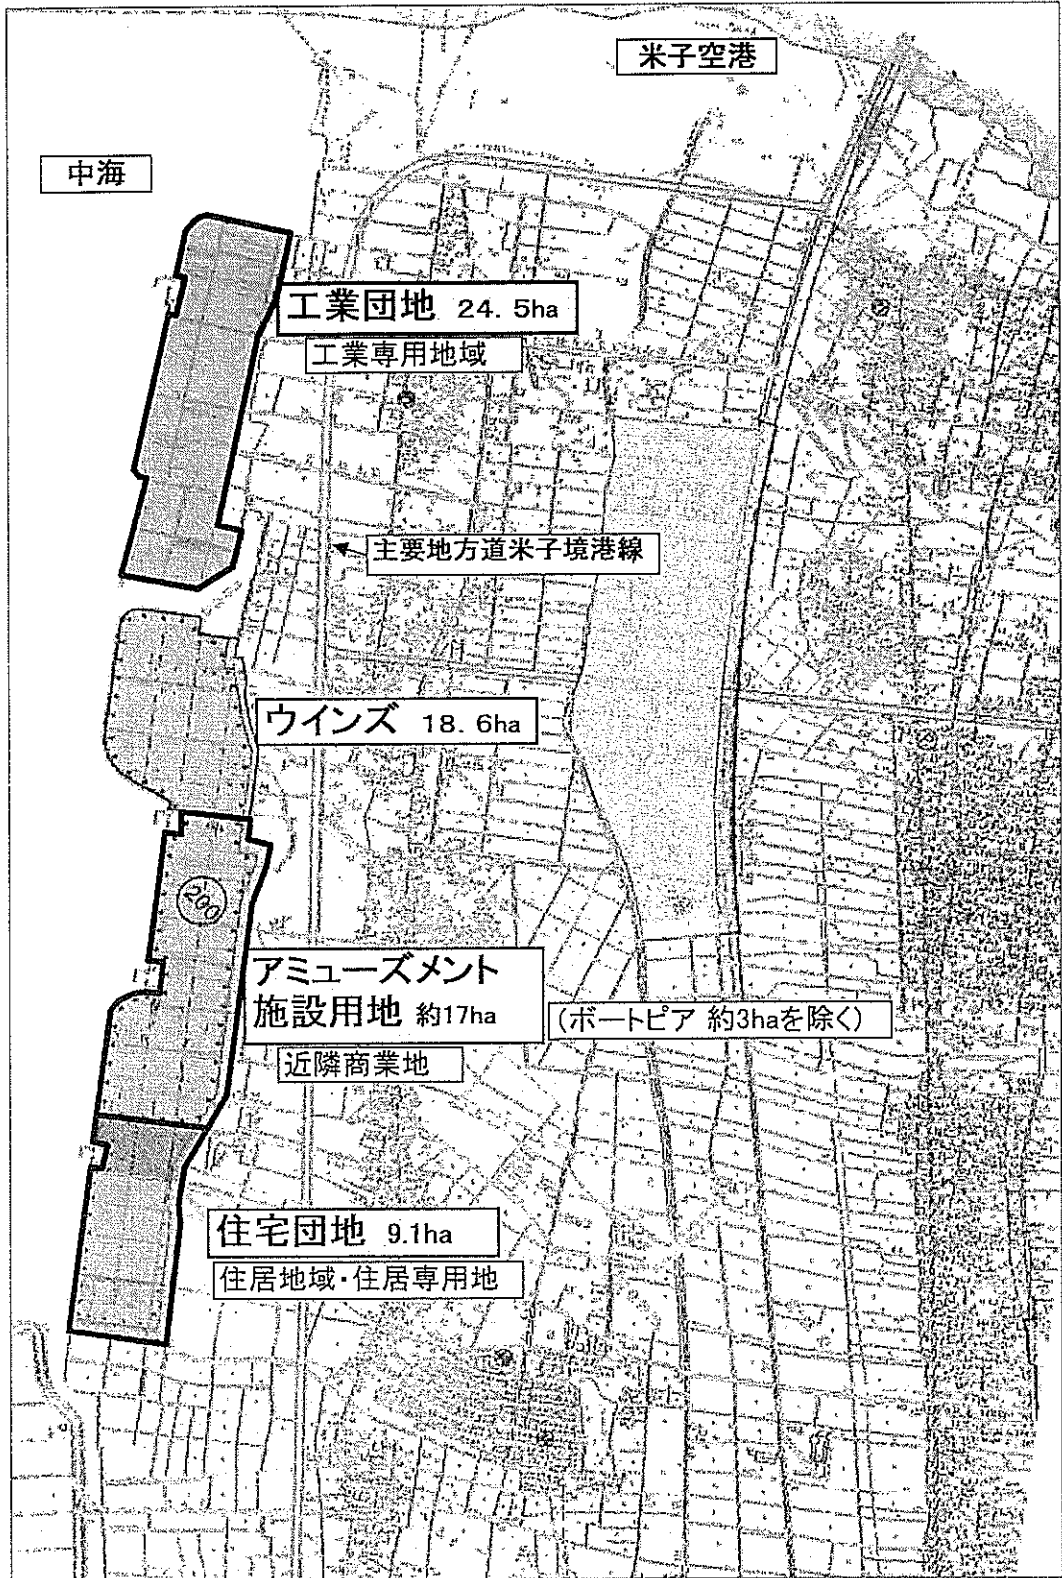 米子空港
中海
工業団地 24. 5ha
工業専用地域
主要地方道米子境港線
ウインズ 18. 6ha
200
アミューズメント
施設用地 約17ha
(ボートピア 約3haを除く)
近隣商業地
住宅団地 9.1ha
住居地域・住居専用地